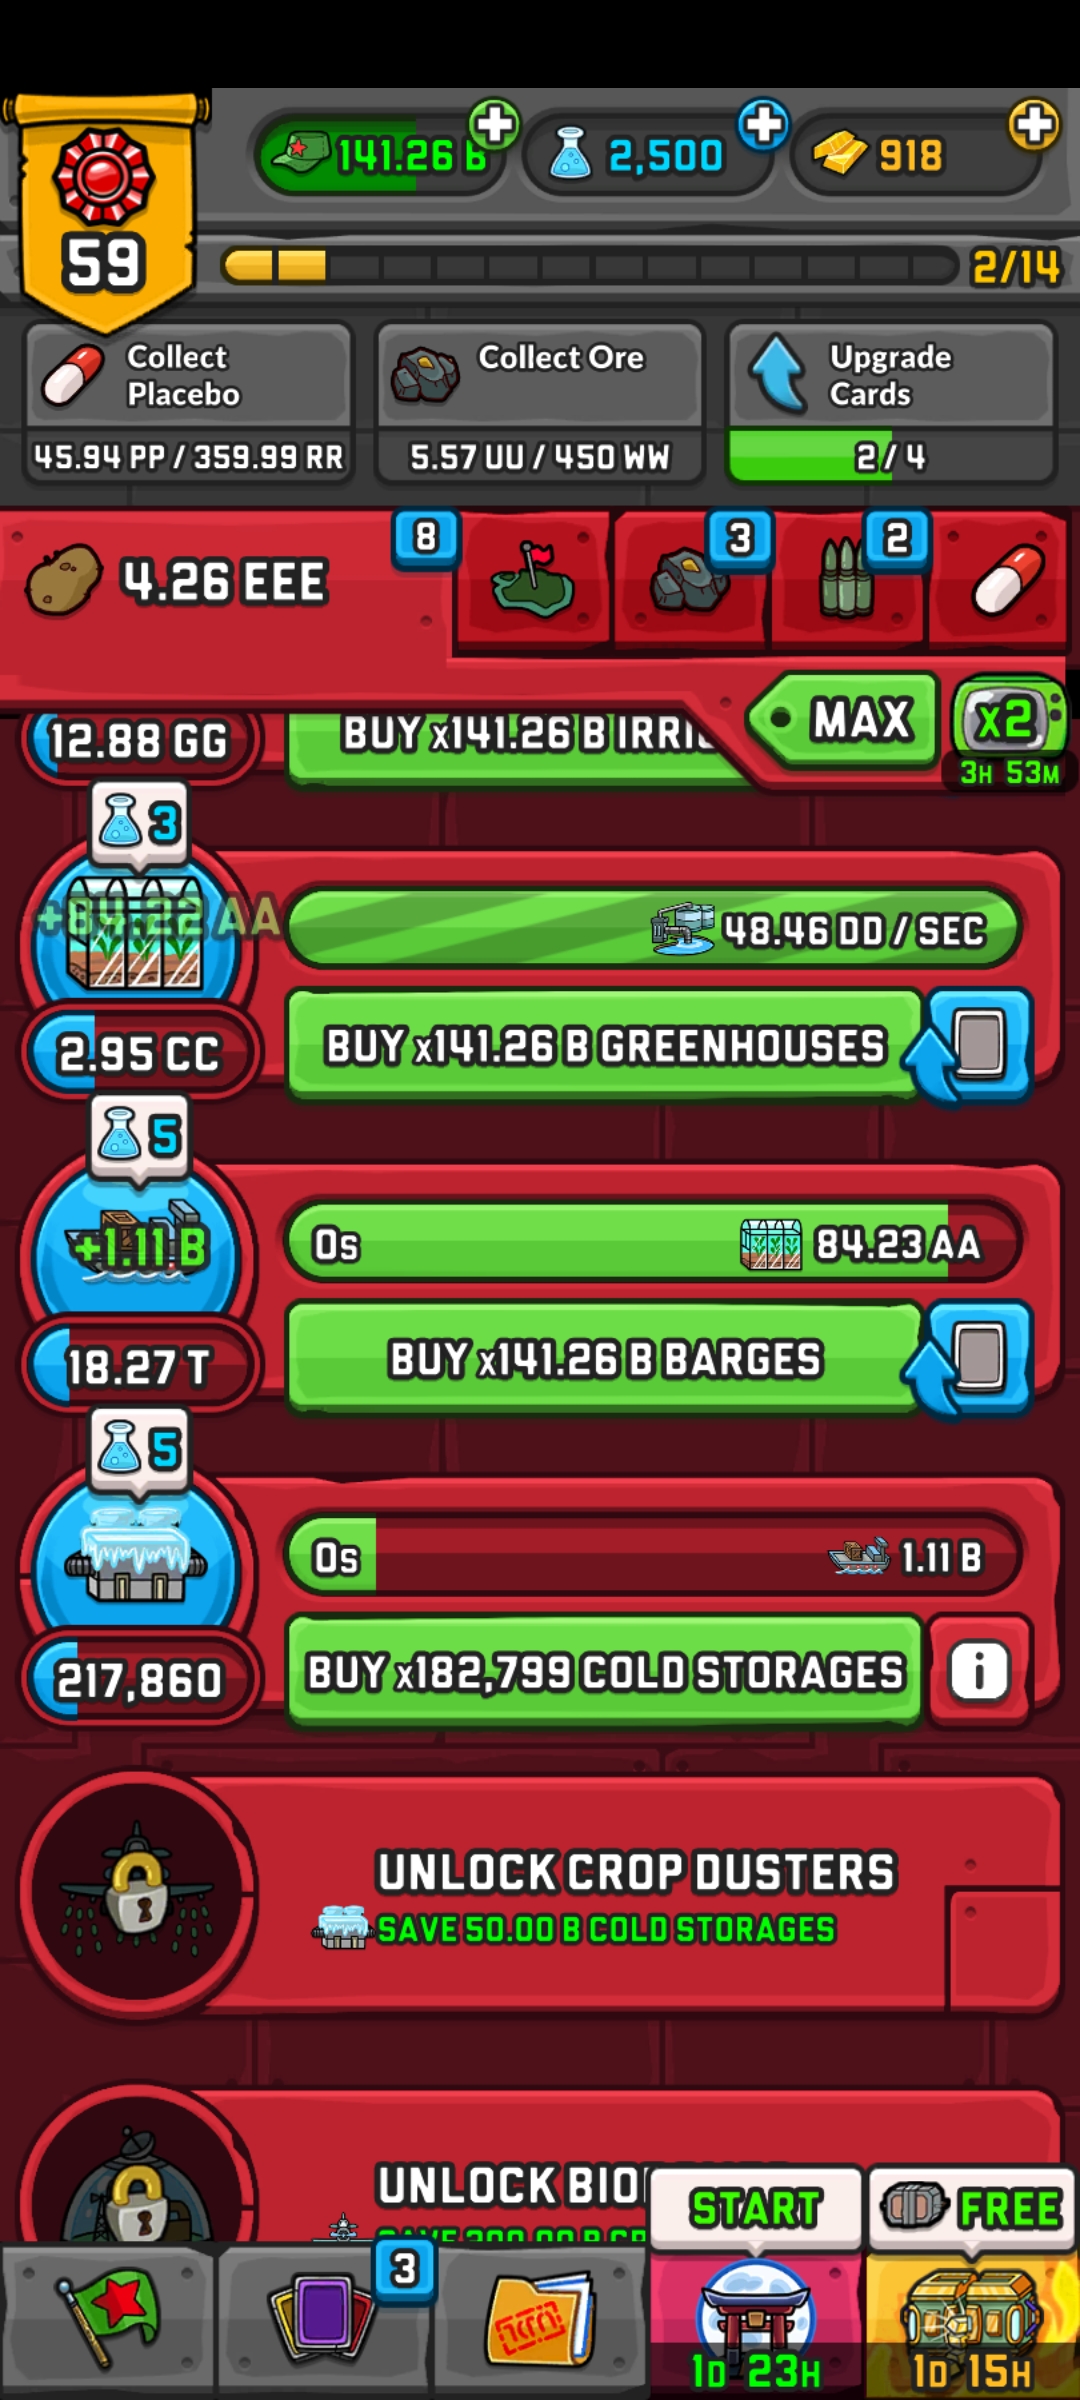 141.26 B
2,500
918
59
2/14
Collect Placebo
45.94 PP / 359.99 RR
Collect Ore
5.57 UU / 450 WW
Upgrade Cards
2/4
4.26 EEE
8
3
2
MAX
x2
3H 53M
12.88 GG
BUY x141.26 B
3
+84.22 AA
48.46 DD / SEC
2.95 CC
BUY x141.26 B GREENHOUSES
5
+1.11 B
0s
84.23 AA
18.27 T
BUY x141.26 B BARGES
5
0s
1.11 B
217,860
BUY x182,799 COLD STORAGES
i
UNLOCK CROP DUSTERS
SAVE 50.00 B COLD STORAGES
UNLOCK
START
FREE
3
1D 23H
1D 15H